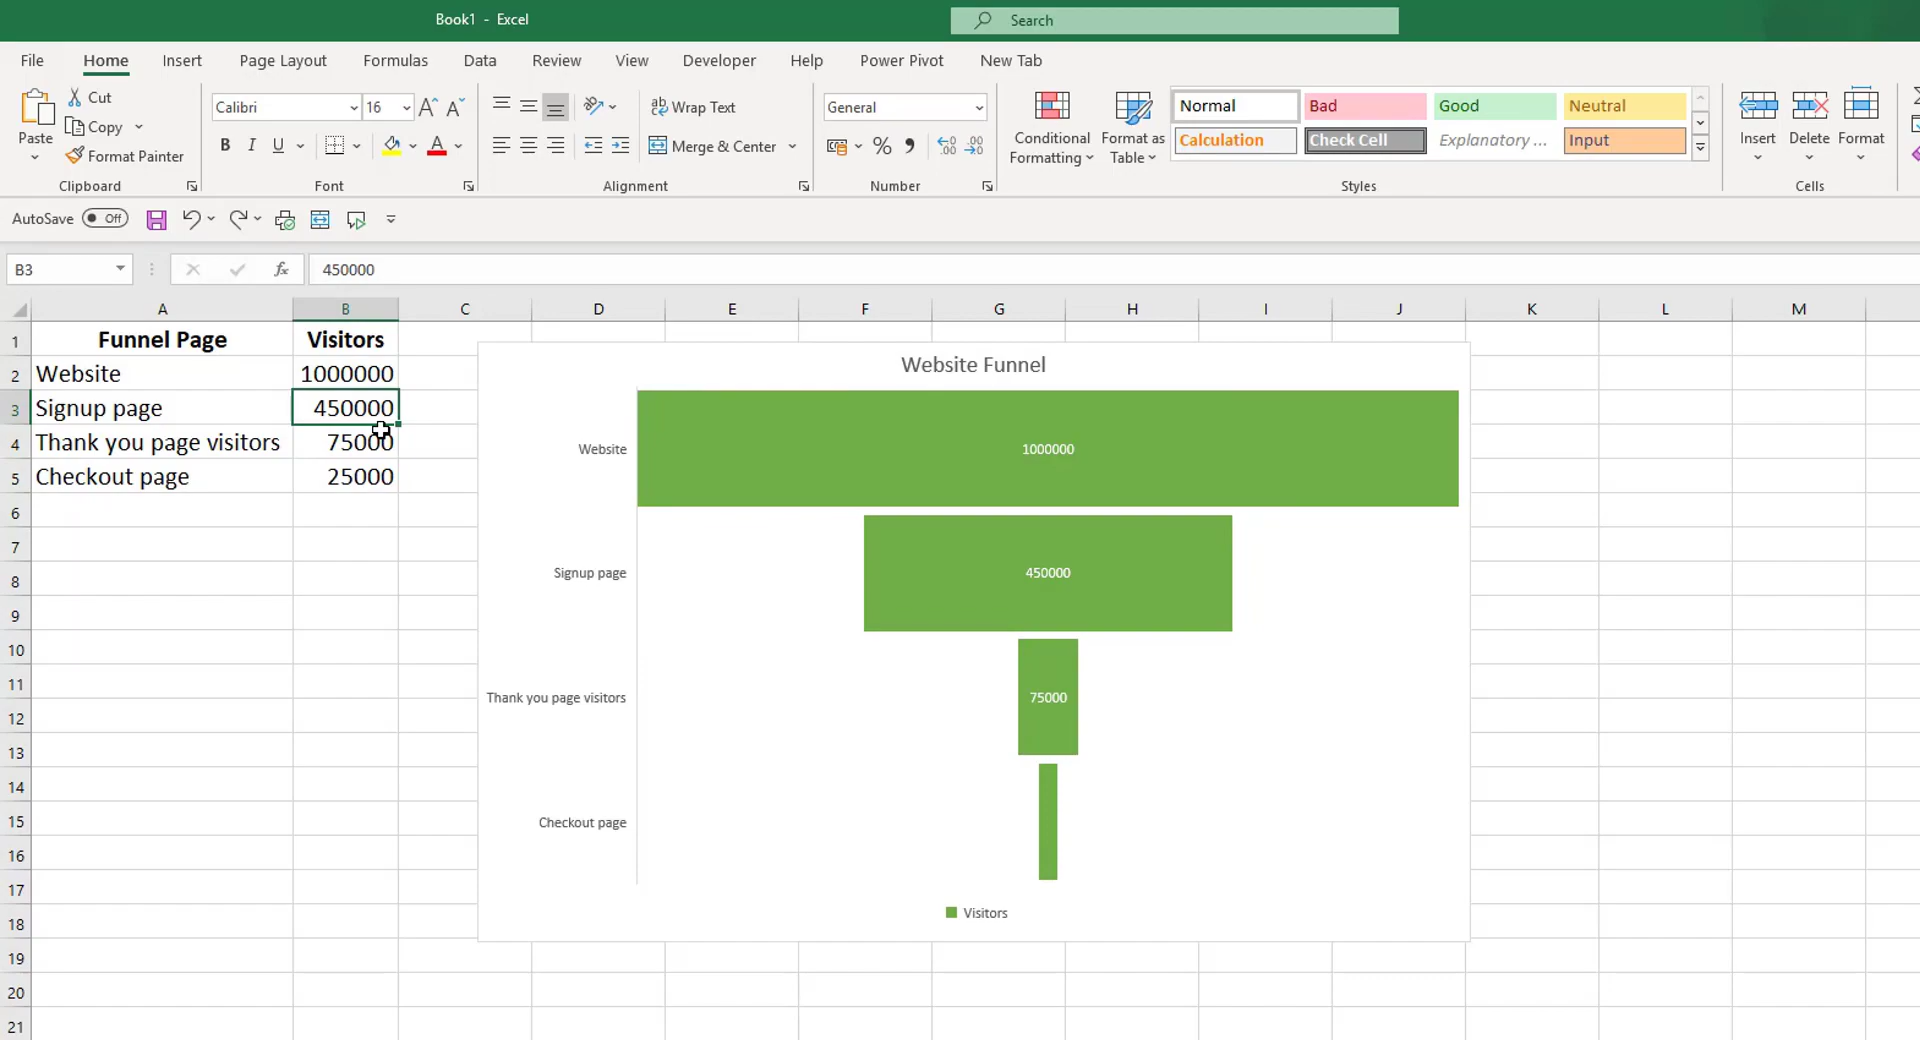 Book1 - Excel
Search
File Home Insert Page Layout Formulas Data Review View Developer Help Power Pivot New Tab
Cut
Copy
Format Painter
Paste
Clipboard
Calibri 16
B I U A
Font
ab Wrap Text
Merge & Center
Alignment
General
%
Number
Conditional Formatting
Format as Table
Normal Bad Good Neutral
Calculation Check Cell Explanatory ... Input
Styles
Insert Delete Format
Cells
AutoSave Off
B3 fx 450000
A B C D E F G H I J K L M
1 Funnel Page Visitors
2 Website 1000000
3 Signup page 450000
4 Thank you page visitors 75000
5 Checkout page 25000
6
7
8
9
10
11
12
13
14
15
16
17
18
19
20
21
Website Funnel
Website 1000000
Signup page 450000
Thank you page visitors 75000
Checkout page
Visitors